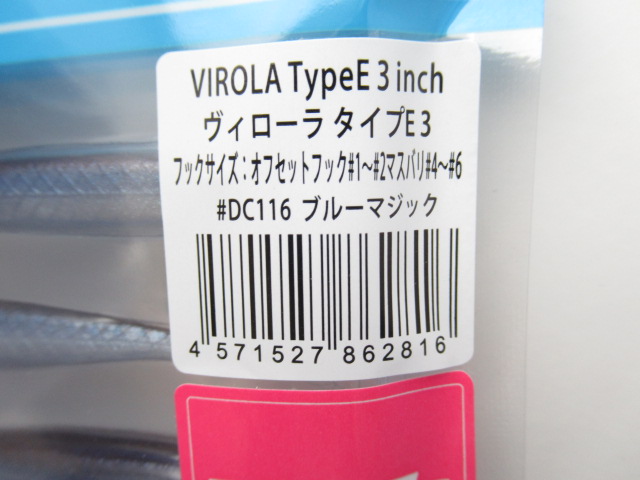 VIROLA TypeE 3 inch
ヴィローラ タイプE 3
フックサイズ：オフセットフック#1～#2マスバリ#4～#6
#DC116 ブルーマジック
4 571527 862816